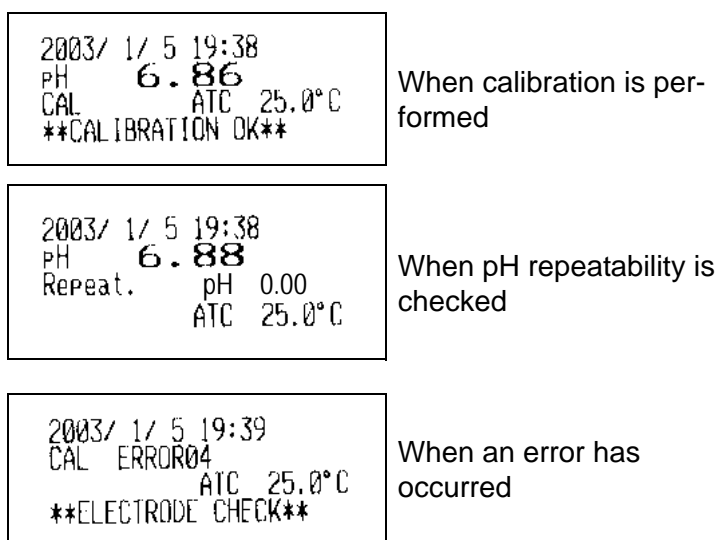 2003/ 1/ 5 19:38
pH 6.86
CAL ATC 25.0°C
**CALIBRATION OK**
When calibration is per-
formed
2003/ 1/ 5 19:38
pH 6.88
Repeat. pH 0.00
ATC 25.0°C
When pH repeatability is
checked
2003/ 1/ 5 19:39
CAL ERROR04
ATC 25.0°C
**ELECTRODE CHECK**
When an error has
occurred